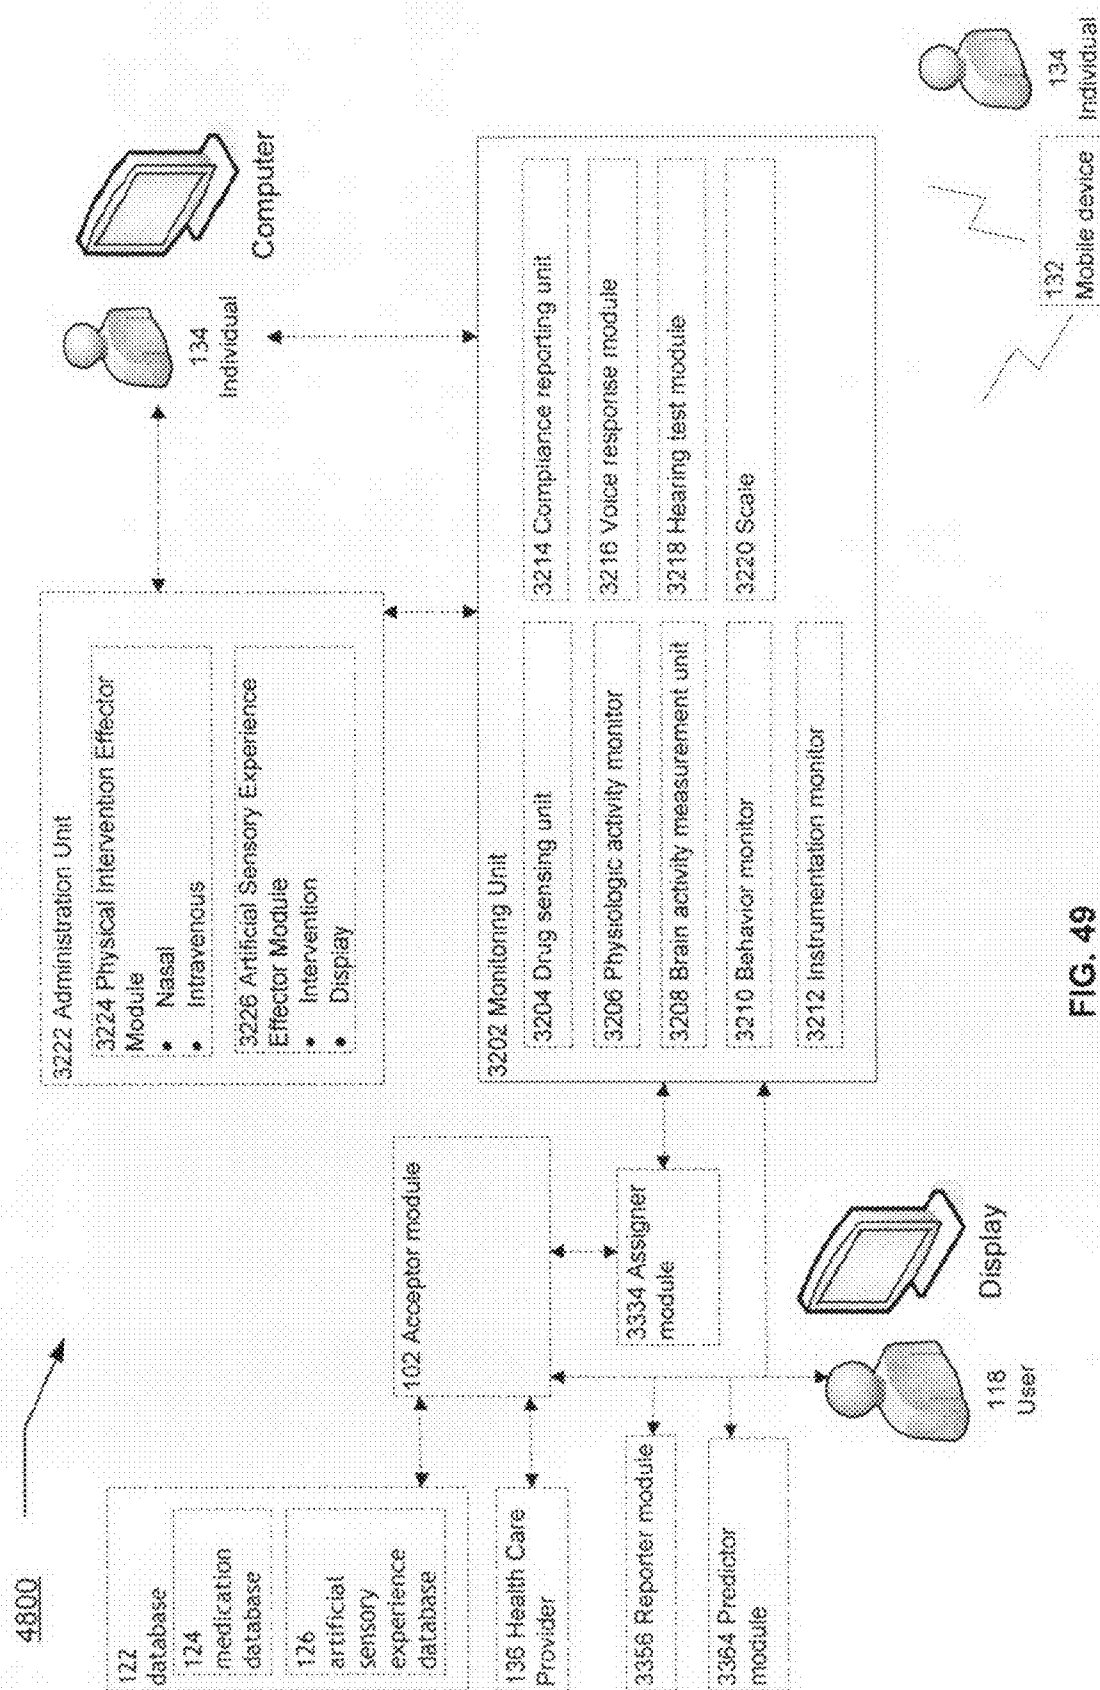 4800
122
database
124
medication
database
126
artificial
sensory
experience
database
136 Health Care
Provider
3356 Reporter module
3364 Predictor
module
102 Acceptor module
3334 Assigner
module
118
User
Display
3222 Administration Unit
3224 Physical Intervention Effector
Module
• Nasal
• Intravenous
3226 Artificial Sensory Experience
Effector Module
• Intervention
• Display
3202 Monitoring Unit
3204 Drug sensing unit
3206 Physiologic activity monitor
3208 Brain activity measurement unit
3210 Behavior monitor
3212 Instrumentation monitor
3214 Compliance reporting unit
3216 Voice response module
3218 Hearing test module
3220 Scale
134
Individual
Computer
132
Mobile device
134
Individual
FIG. 49